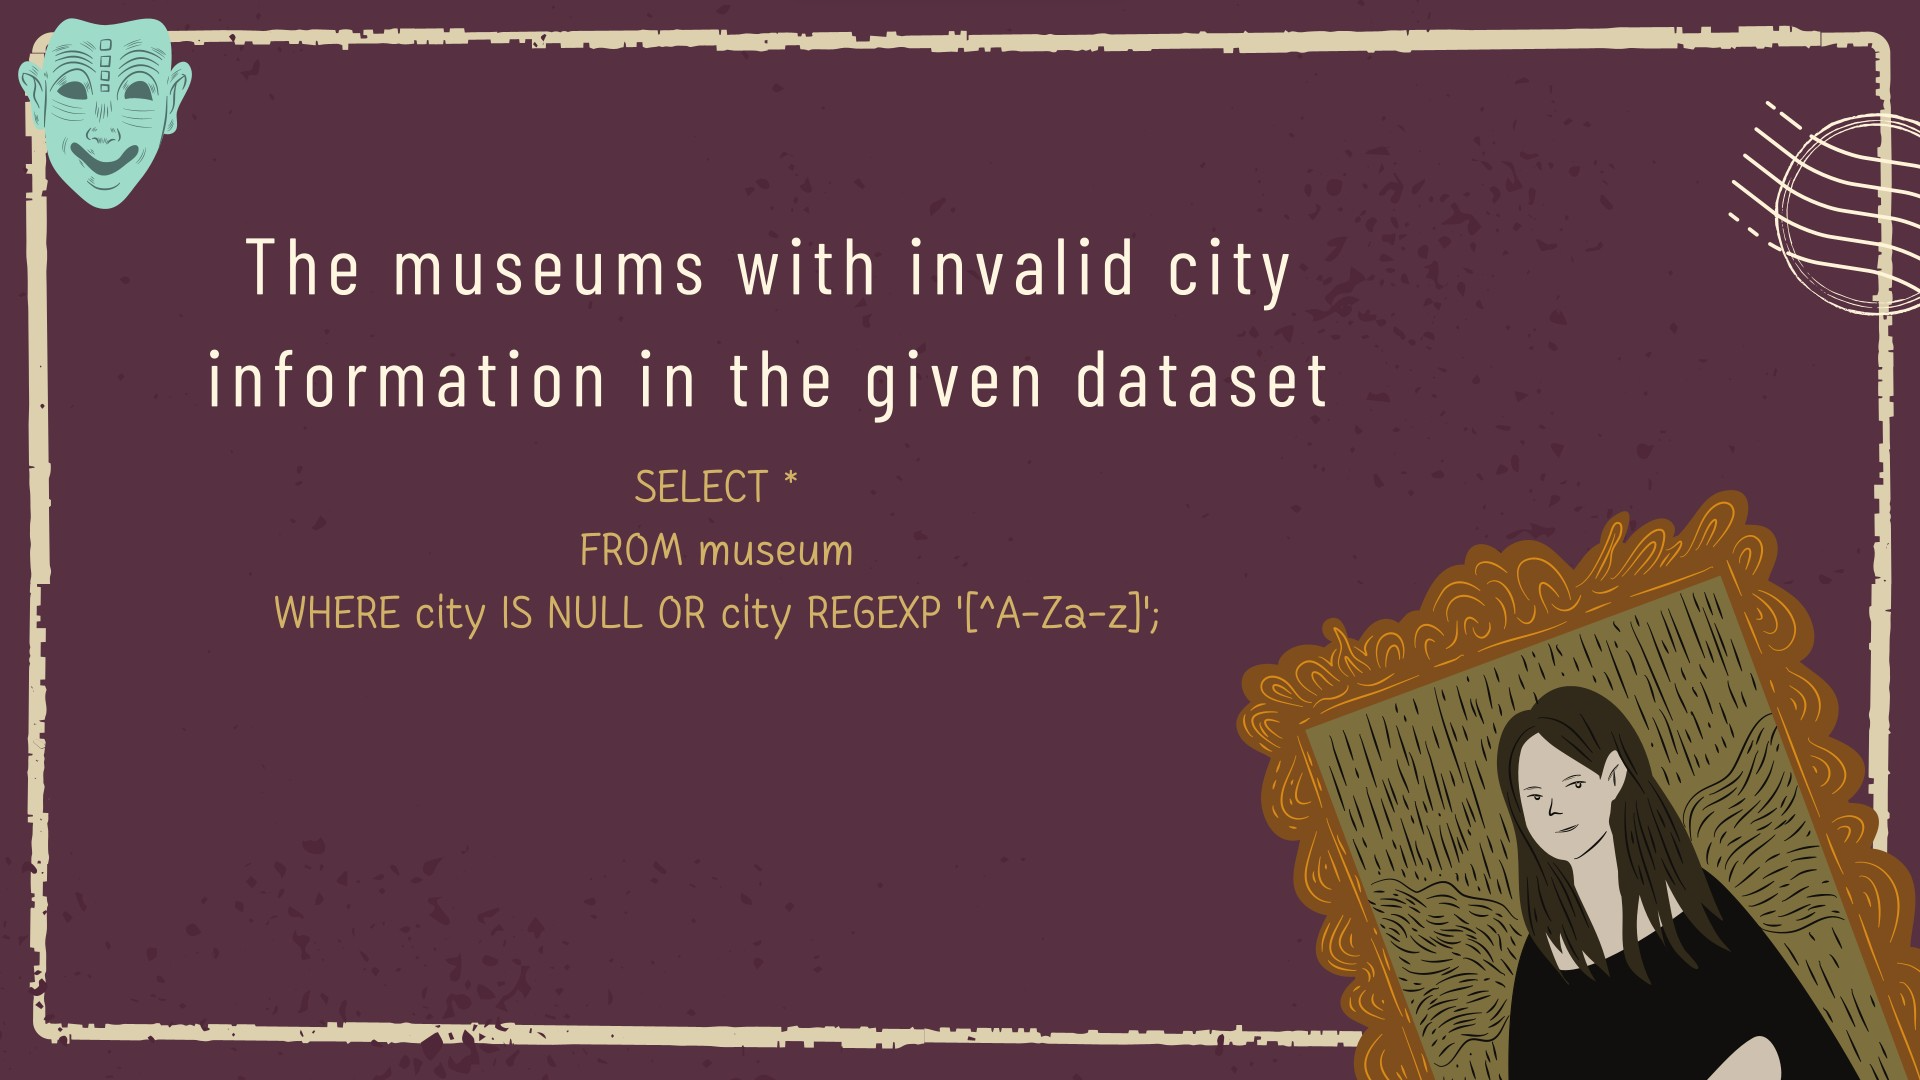 The museums with invalid city
information in the given dataset
SELECT *
FROM museum
WHERE city IS NULL OR city REGEXP '[^A-Za-z]';